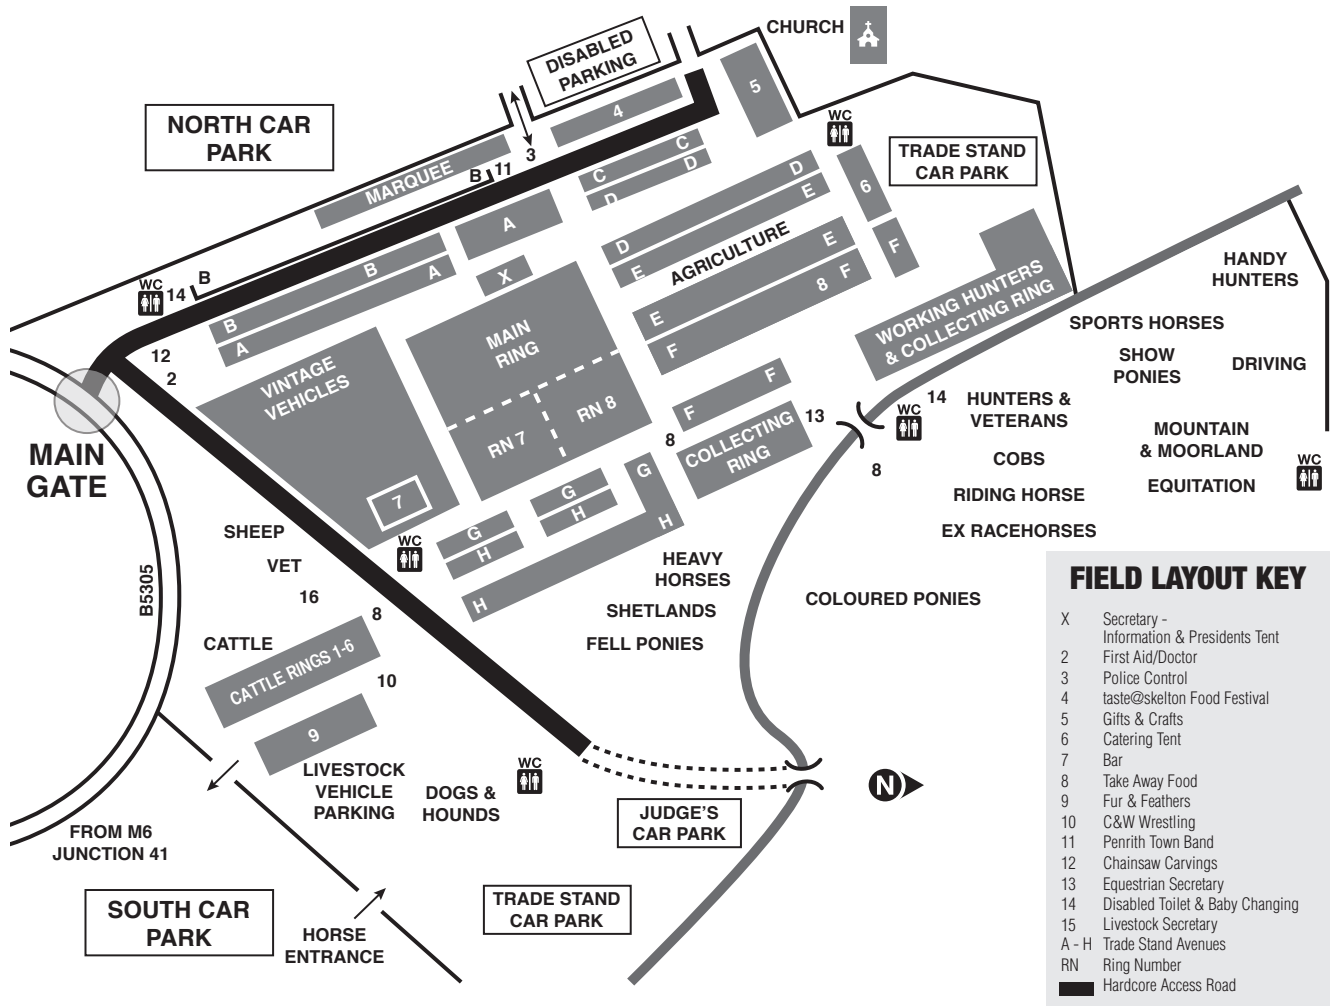 CHURCH
DISABLED
PARKING
NORTH CAR
PARK
5
4
WC
TRADE STAND
CAR PARK
3
MARQUEE
B
11
C
C
D
D
6
D
D
E
E
A
F
AGRICULTURE
E
E
8
F
F
B
A
X
WC
14
B
B
A
12
2
MAIN
RING
WORKING HUNTERS
& COLLECTING RING
HANDY
HUNTERS
SPORTS HORSES
SHOW
PONIES
DRIVING
VINTAGE
VEHICLES
MAIN
GATE
RN 7
RN 8
F
F
8
13
COLLECTING
RING
14
WC
8
HUNTERS &
VETERANS
MOUNTAIN
& MOORLAND
COBS
WC
RIDING HORSE
EQUITATION
EX RACEHORSES
7
G
G
G
H
H
H
H
WC
SHEEP
VET
16
8
B5305
HEAVY
HORSES
SHETLANDS
COLOURED PONIES
FELL PONIES
CATTLE
CATTLE RINGS 1-6
10
9
LIVESTOCK
VEHICLE
PARKING
DOGS &
HOUNDS
WC
JUDGE'S
CAR PARK
N
FROM M6
JUNCTION 41
SOUTH CAR
PARK
HORSE
ENTRANCE
TRADE STAND
CAR PARK
FIELD LAYOUT KEY
X Secretary -
Information & Presidents Tent
2 First Aid/Doctor
3 Police Control
4 taste@skelton Food Festival
5 Gifts & Crafts
6 Catering Tent
7 Bar
8 Take Away Food
9 Fur & Feathers
10 C&W Wrestling
11 Penrith Town Band
12 Chainsaw Carvings
13 Equestrian Secretary
14 Disabled Toilet & Baby Changing
15 Livestock Secretary
A - H Trade Stand Avenues
RN Ring Number
Hardcore Access Road